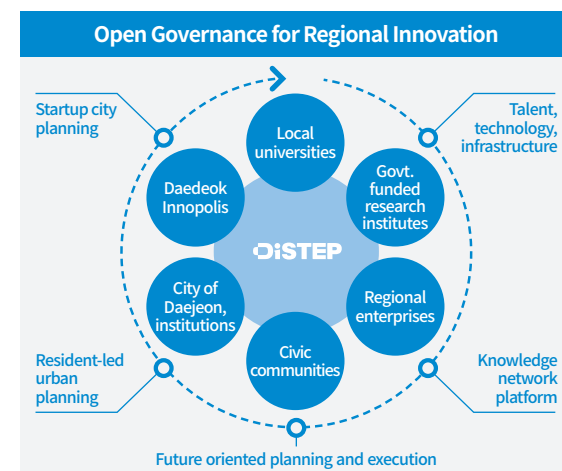 Open Governance for Regional Innovation
Startup city
planning
Talent,
technology,
infrastructure
Local
universities
Daedeok
Innopolis
Govt.
funded
research
institutes
DiSTEP
City of
Daejeon,
institutions
Regional
enterprises
Civic
communities
Resident-led
urban
planning
Knowledge
network
platform
Future oriented planning and execution